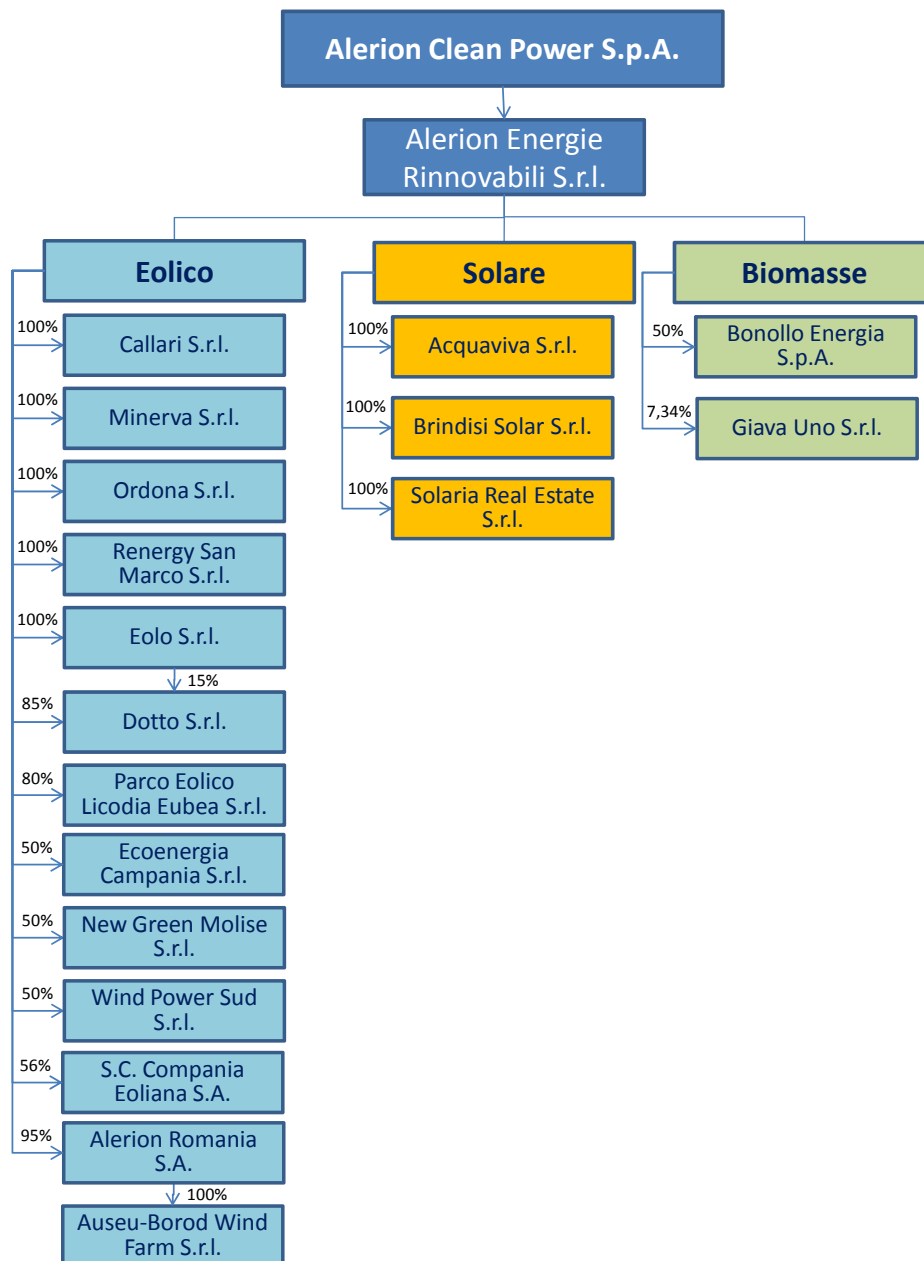 Alerion Clean Power S.p.A.
Alerion Energie
Rinnovabili S.r.l.
Eolico
100%
Callari S.r.l.
100%
Minerva S.r.l.
100%
Ordona S.r.l.
100%
Renergy San
Marco S.r.l.
100%
Eolo S.r.l.
15%
85%
Dotto S.r.l.
80%
Parco Eolico
Licodia Eubea S.r.l.
50%
Ecoenergia
Campania S.r.l.
50%
New Green Molise
S.r.l.
50%
Wind Power Sud
S.r.l.
56%
S.C. Compania
Eoliana S.A.
95%
Alerion Romania
S.A.
100%
Auseu-Borod Wind
Farm S.r.l.
Solare
100%
Acquaviva S.r.l.
100%
Brindisi Solar S.r.l.
100%
Solaria Real Estate
S.r.l.
Biomasse
50%
Bonollo Energia
S.p.A.
7,34%
Giava Uno S.r.l.